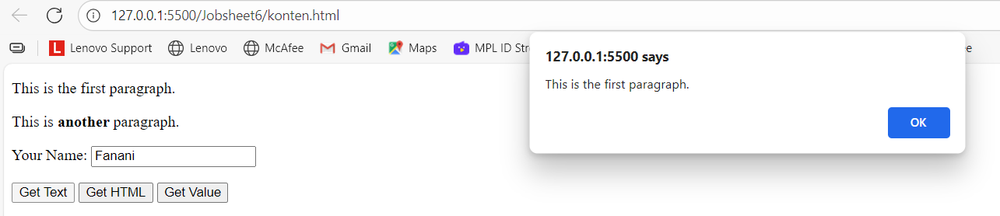 127.0.0.1:5500/Jobsheet6/konten.html
L Lenovo Support Lenovo McAfee Gmail Maps MPL ID Str e
127.0.0.1:5500 says
This is the first paragraph.
OK
This is the first paragraph.
This is another paragraph.
Your Name: Fanani
Get Text Get HTML Get Value